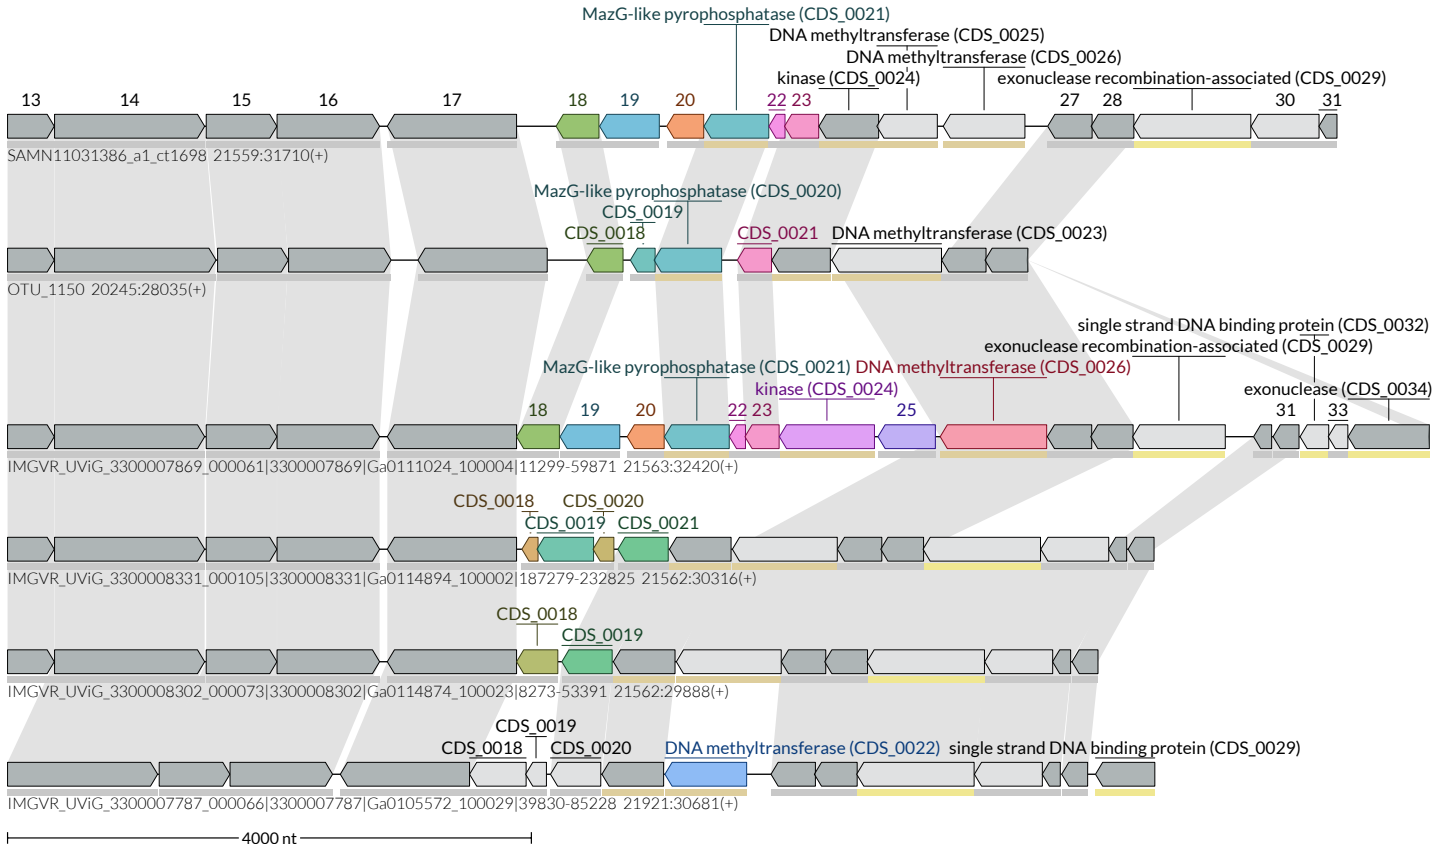 MazG-like pyrophosphatase (CDS_0021)
DNA methyltransferase (CDS_0025)
DNA methyltransferase (CDS_0026)
kinase (CDS_0024) exonuclease recombination-associated (CDS_0029)
13 14 15 16 17 18 19 20 22 23 27 28 30 31
SAMN11031386_a1_ct1698 21559:31710(+)
MazG-like pyrophosphatase (CDS_0020)
CDS_0019
CDS_0018 CDS_0021 DNA methyltransferase (CDS_0023)
OTU_1150 20245:28035(+)
single strand DNA binding protein (CDS_0032)
exonuclease recombination-associated (CDS_0029)
MazG-like pyrophosphatase (CDS_0021) DNA methyltransferase (CDS_0026)
kinase (CDS_0024) exonuclease (CDS_0034)
18 19 20 22 23 25 31 33
IMGVR_UViG_3300007869_000061|3300007869|Ga0111024_100004|11299-59871 21563:32420(+)
CDS_0018 CDS_0020
CDS_0019 CDS_0021
IMGVR_UViG_3300008331_000105|3300008331|Ga0114894_100002|187279-232825 21562:30316(+)
CDS_0018
CDS_0019
IMGVR_UViG_3300008302_000073|3300008302|Ga0114874_100023|8273-53391 21562:29888(+)
CDS_0019
CDS_0018 CDS_0020 DNA methyltransferase (CDS_0022) single strand DNA binding protein (CDS_0029)
IMGVR_UViG_3300007787_000066|3300007787|Ga0105572_100029|39830-85228 21921:30681(+)
4000 nt